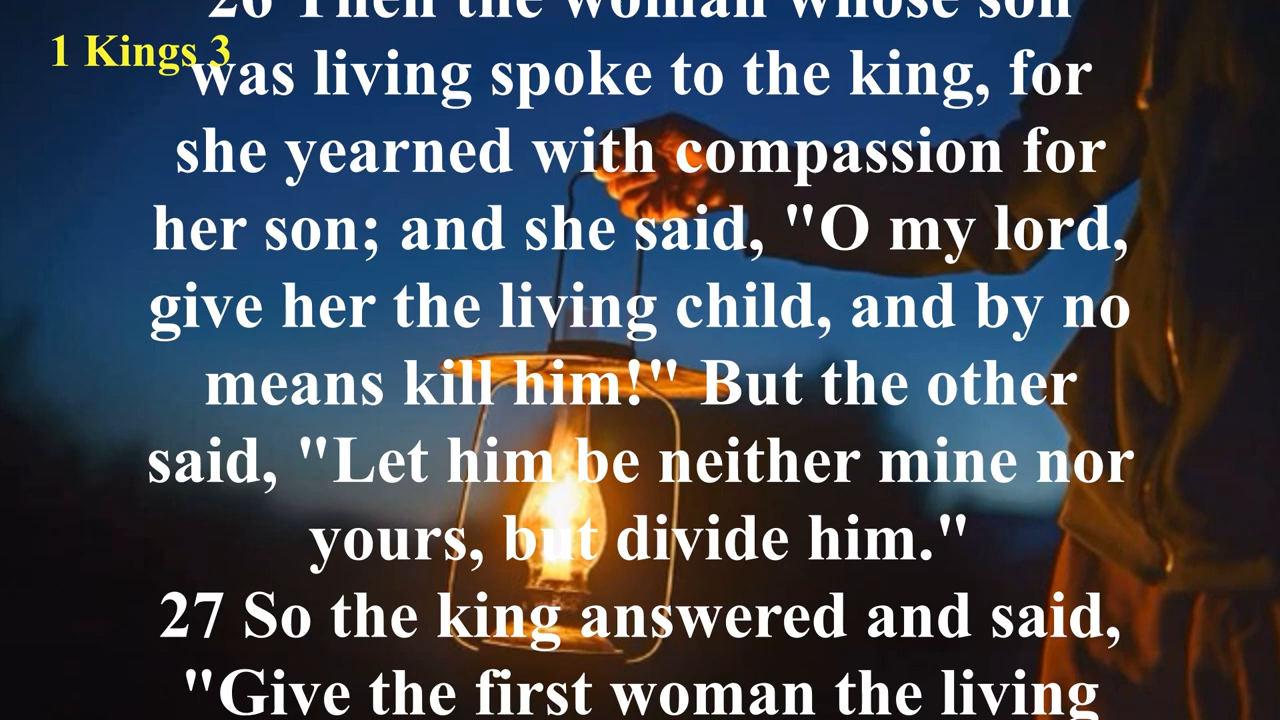 26 Then the woman whose son
1 Kings 3
was living spoke to the king, for
she yearned with compassion for
her son; and she said, "O my lord,
give her the living child, and by no
means kill him!" But the other
said, "Let him be neither mine nor
yours, but divide him."
27 So the king answered and said,
"Give the first woman the living